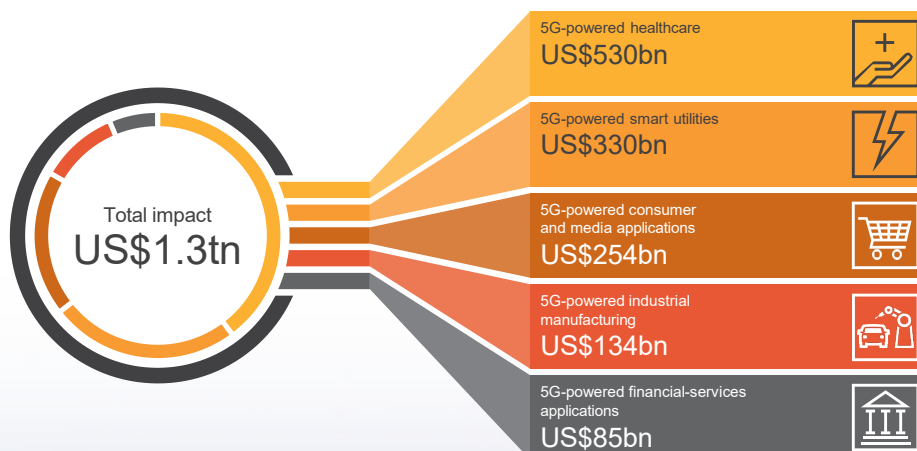 Total impact
US$1.3tn
5G-powered healthcare
US$530bn
5G-powered smart utilities
US$330bn
5G-powered consumer
and media applications
US$254bn
5G-powered industrial
manufacturing
US$134bn
5G-powered financial-services
applications
US$85bn